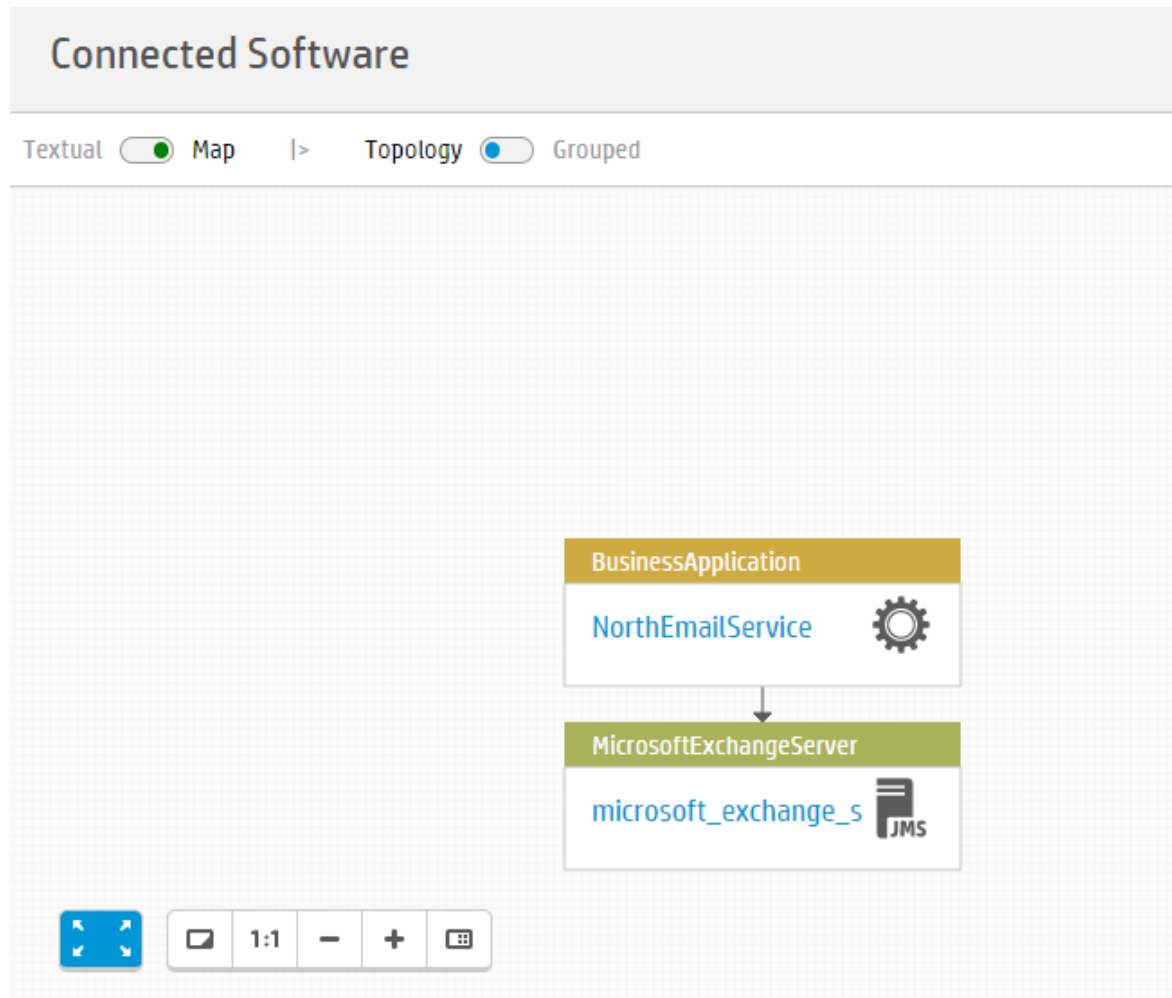 Connected Software
Textual Map |> Topology Grouped
BusinessApplication
NorthEmailService
MicrosoftExchangeServer
microsoft_exchange_s
JMS
1:1